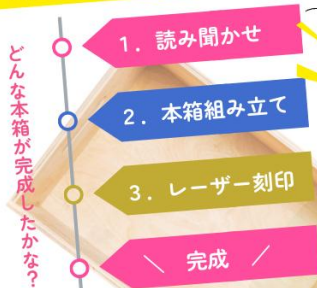 1. 読み聞かせ
2. 本箱組み立て
3. レーザー刻印
＼ 完成 ／
どんな本箱が完成したかな?